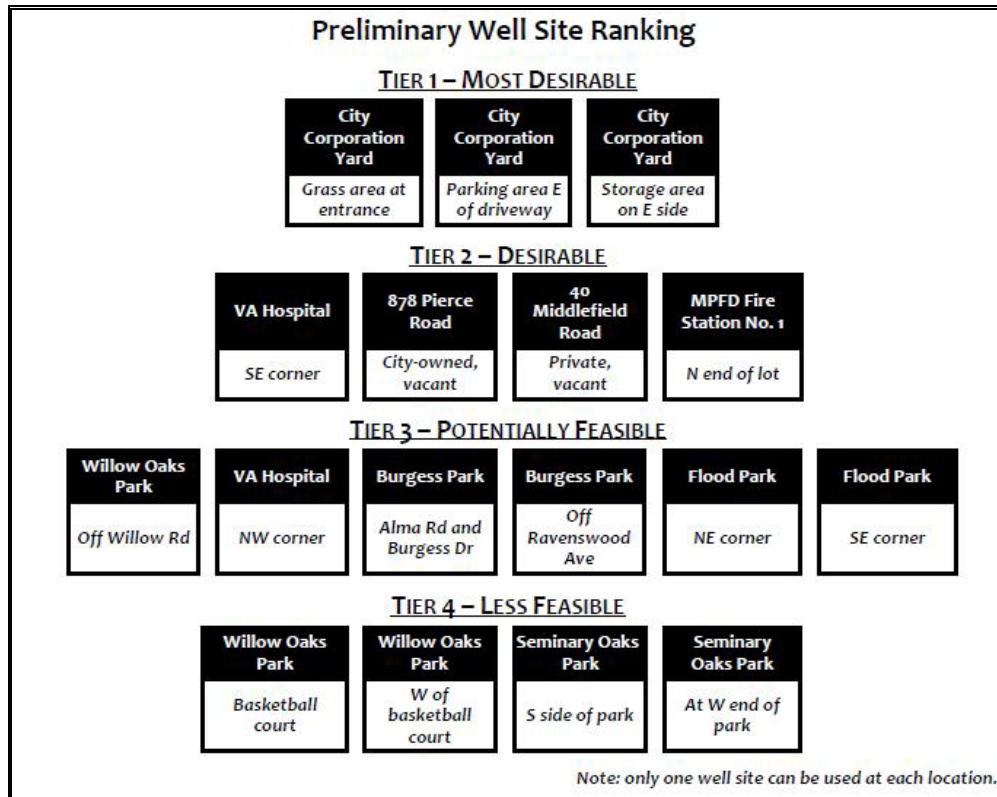 Preliminary Well Site Ranking
TIER 1 – MOST DESIRABLE
City
Corporation
Yard
Grass area at
entrance
City
Corporation
Yard
Parking area E
of driveway
City
Corporation
Yard
Storage area
on E side
TIER 2 – DESIRABLE
VA Hospital
SE corner
878 Pierce
Road
City-owned,
vacant
40
Middlefield
Road
Private,
vacant
MPFD Fire
Station No. 1
N end of lot
TIER 3 – POTENTIALLY FEASIBLE
Willow Oaks
Park
Off Willow Rd
VA Hospital
NW corner
Burgess Park
Alma Rd and
Burgess Dr
Burgess Park
Off
Ravenswood
Ave
Flood Park
NE corner
Flood Park
SE corner
TIER 4 – LESS FEASIBLE
Willow Oaks
Park
Basketball
court
Willow Oaks
Park
W of
basketball
court
Seminary Oaks
Park
S side of park
Seminary
Oaks Park
At W end of
park
Note: only one well site can be used at each location.